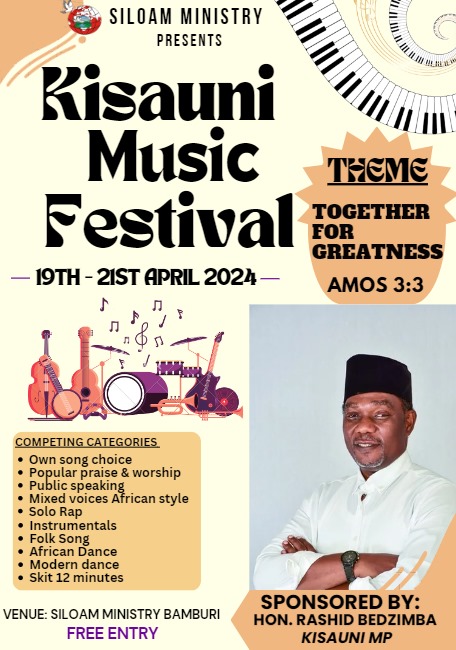 SILOAM MINISTRY
PRESENTS
Kisauni
Music
Festival
THEME
TOGETHER
FOR
GREATNESS
AMOS 3:3
19TH - 21ST APRIL 2024
COMPETING CATEGORIES
• Own song choice
• Popular praise & worship
• Public speaking
• Mixed voices African style
• Solo Rap
• Instrumentals
• Folk Song
• African Dance
• Modern dance
• Skit 12 minutes
VENUE: SILOAM MINISTRY BAMBURI
FREE ENTRY
SPONSORED BY:
HON. RASHID BEDZIMBA
KISAUNI MP